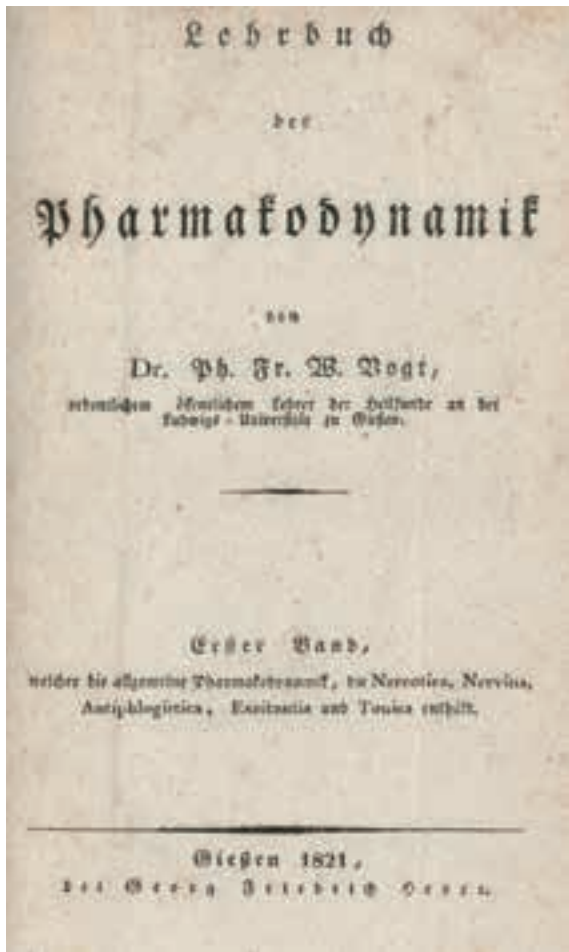 Lehrbuch
der
Pharmakodynamik
von
Dr. Ph. Fr. W. Vogt,
ordentlichem öffentlichem Lehrer der Heilkunde an der
Ludwigs-Universität zu Gießen.
Erster Band,
welcher die allgemeine Pharmakodynamik, die Narcotica, Nervina,
Antiphlogistica, Excitantia und Tonica enthält.
Gießen 1821,
bei Georg Friedrich Heyer.